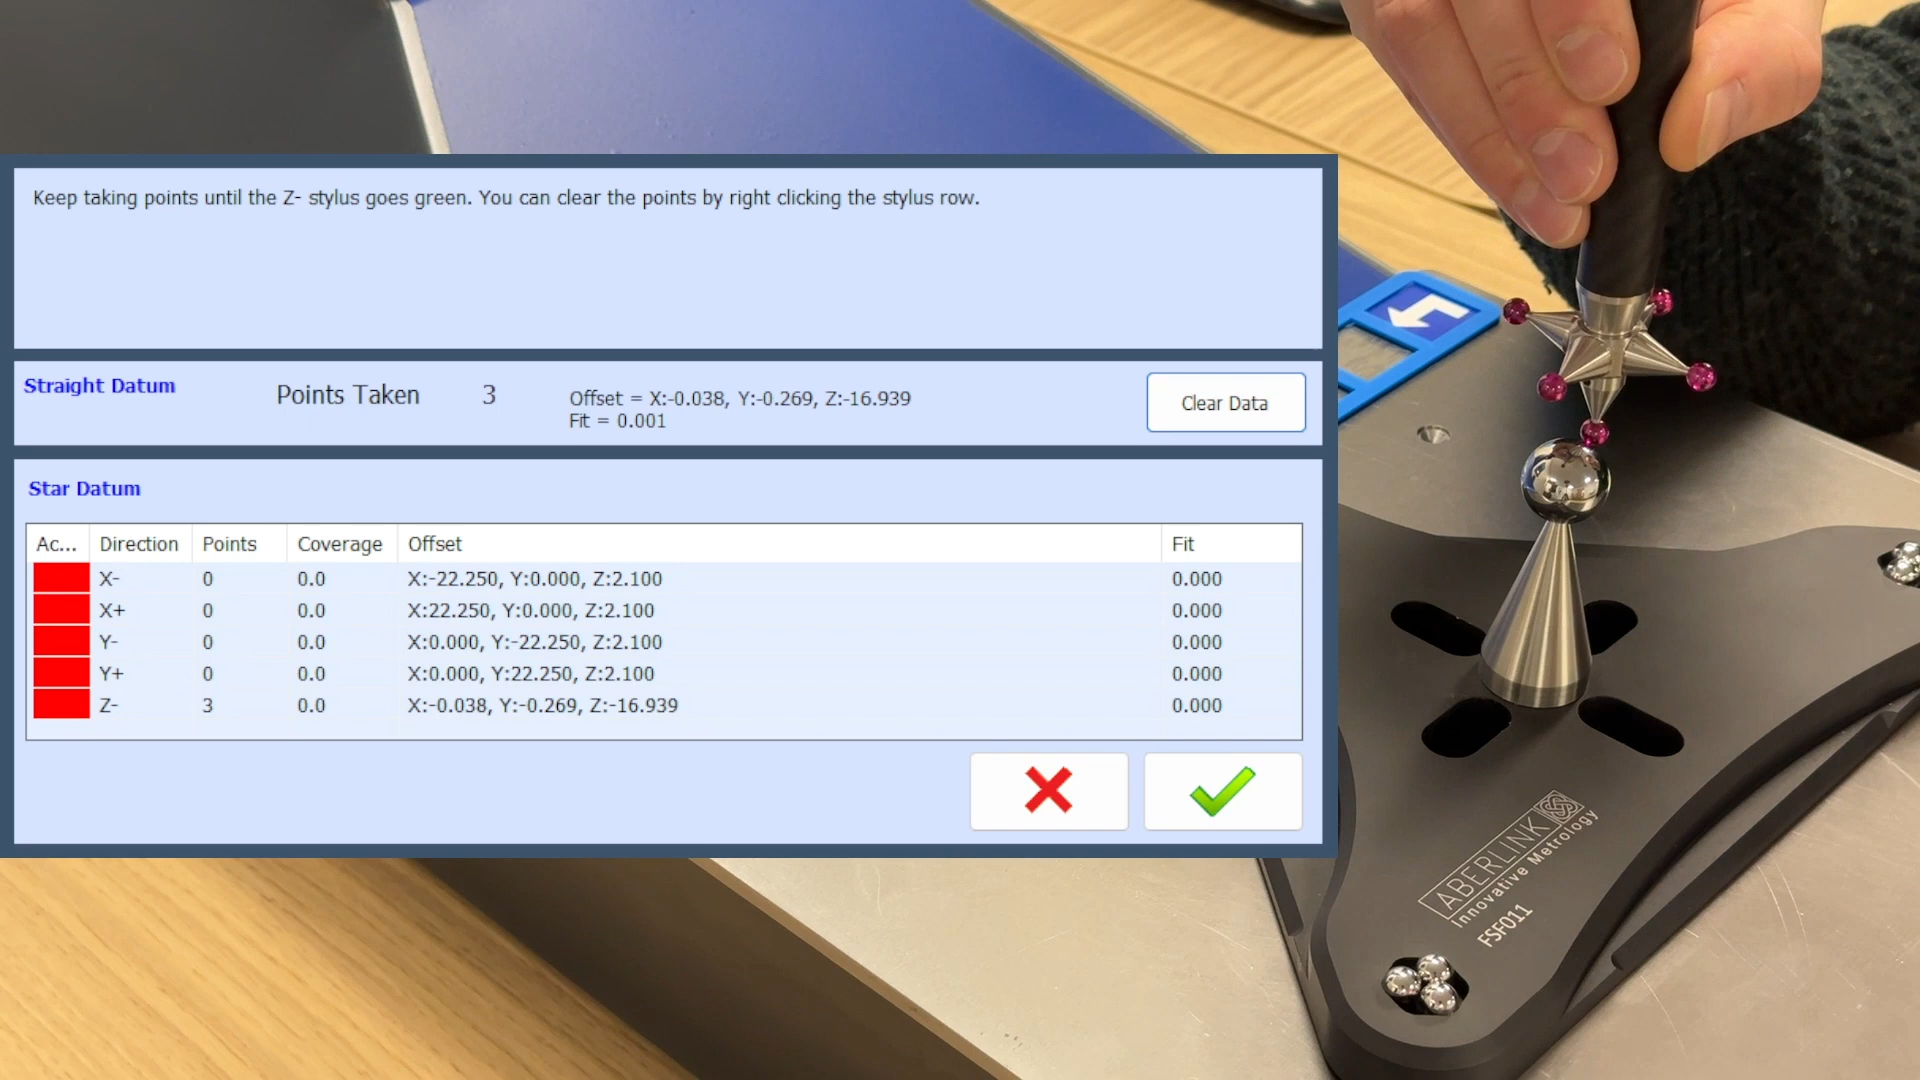 Keep taking points until the Z- stylus goes green. You can clear the points by right clicking the stylus row.
Straight Datum
Points Taken 3
Offset = X:-0.038, Y:-0.269, Z:-16.939
Fit = 0.001
Clear Data
Star Datum
Ac... Direction Points Coverage Offset Fit
X- 0 0.0 X:-22.250, Y:0.000, Z:2.100 0.000
X+ 0 0.0 X:22.250, Y:0.000, Z:2.100 0.000
Y- 0 0.0 X:0.000, Y:-22.250, Z:2.100 0.000
Y+ 0 0.0 X:0.000, Y:22.250, Z:2.100 0.000
Z- 3 0.0 X:-0.038, Y:-0.269, Z:-16.939 0.000
ABERLINK
Innovative Metrology
FSF011